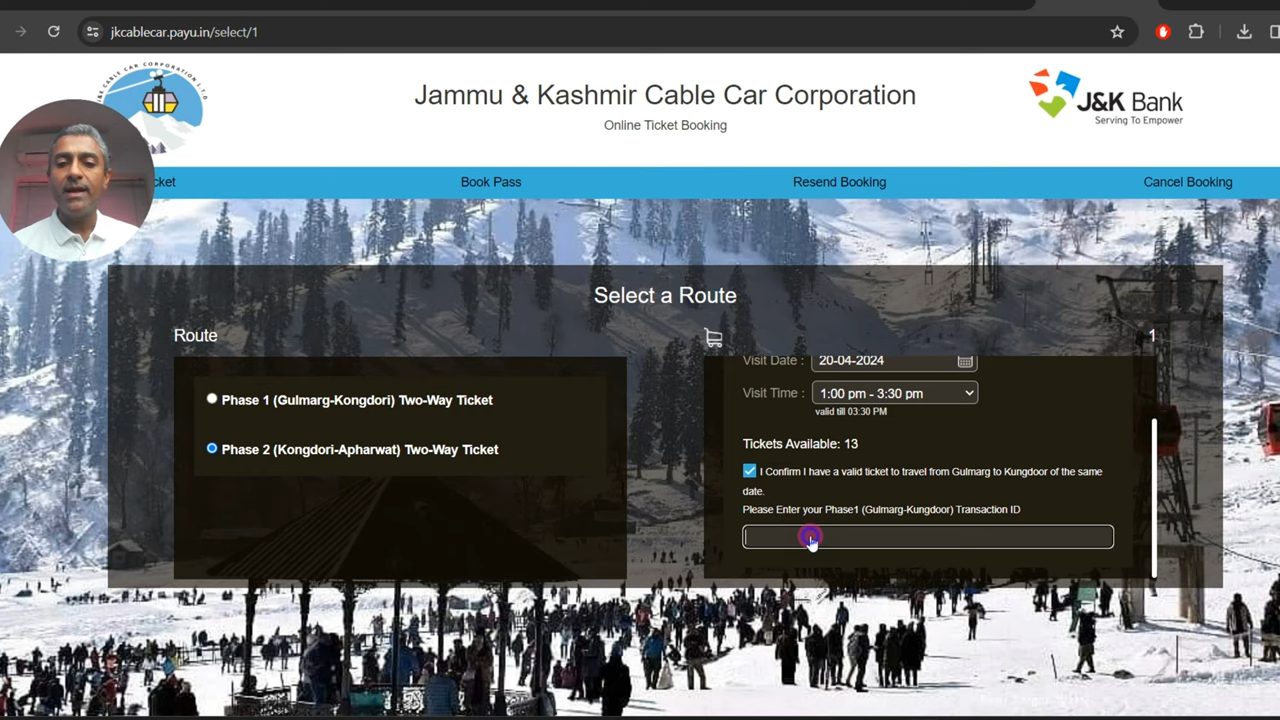 jkcablecar.payu.in/select/1
CABLE CAR CORPORATION LTD
Jammu & Kashmir Cable Car Corporation
Online Ticket Booking
J&K Bank
Serving To Empower
Book Pass
Resend Booking
Cancel Booking
Select a Route
Route
1
Visit Date : 20-04-2024
Phase 1 (Gulmarg-Kongdori) Two-Way Ticket
Visit Time : 1:00 pm - 3:30 pm
valid till 03:30 PM
Phase 2 (Kongdori-Apharwat) Two-Way Ticket
Tickets Available: 13
I Confirm I have a valid ticket to travel from Gulmarg to Kungdoor of the same
date.
Please Enter your Phase1 (Gulmarg-Kungdoor) Transaction ID